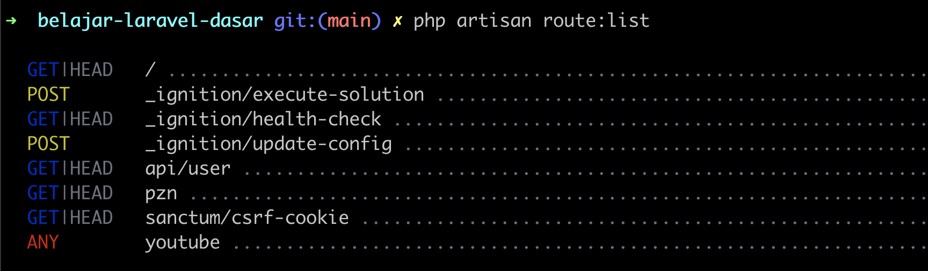 ➜ belajar-laravel-dasar git:(main) ✗ php artisan route:list
GET|HEAD / ........................................................................
POST _ignition/execute-solution ...............................................
GET|HEAD _ignition/health-check ..................................................
POST _ignition/update-config .................................................
GET|HEAD api/user ................................................................
pzn
GET|HEAD pzn .....................................................................
GET|HEAD sanctum/csrf-cookie .....................................................
ANY youtube .................................................................